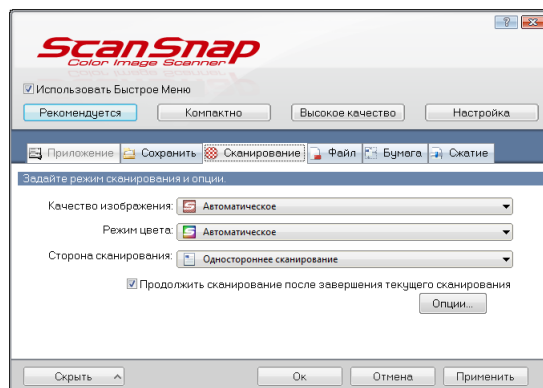 ScanSnap
Color Image Scanner
Использовать Быстрое Меню
Рекомендуется Компактно Высокое качество Настройка
Приложение Сохранить Сканирование Файл Бумага Сжатие
Задайте режим сканирования и опции.
Качество изображения: Автоматическое
Режим цвета: Автоматическое
Сторона сканирования: Одностороннее сканирование
Продолжить сканирование после завершения текущего сканирования
Опции...
Скрыть Ок Отмена Применить